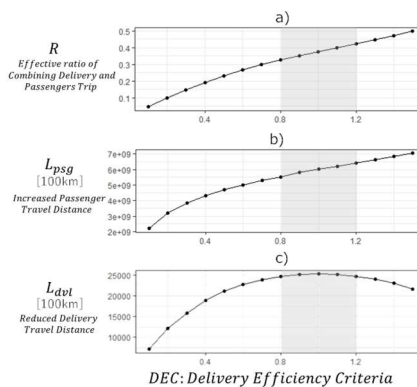 a)
R
Effective ratio of
Combining Delivery and
Passengers Trip
0.5
0.4
0.3
0.2
0.1
0.4
0.8
1.2
b)
L_psg
[100km]
Increased Passenger
Travel Distance
7e+09
6e+09
5e+09
4e+09
3e+09
2e+09
0.4
0.8
1.2
c)
L_dvl
[100km]
Reduced Delivery
Travel Distance
25000
20000
15000
10000
0.4
0.8
1.2
DEC: Delivery Efficiency Criteria